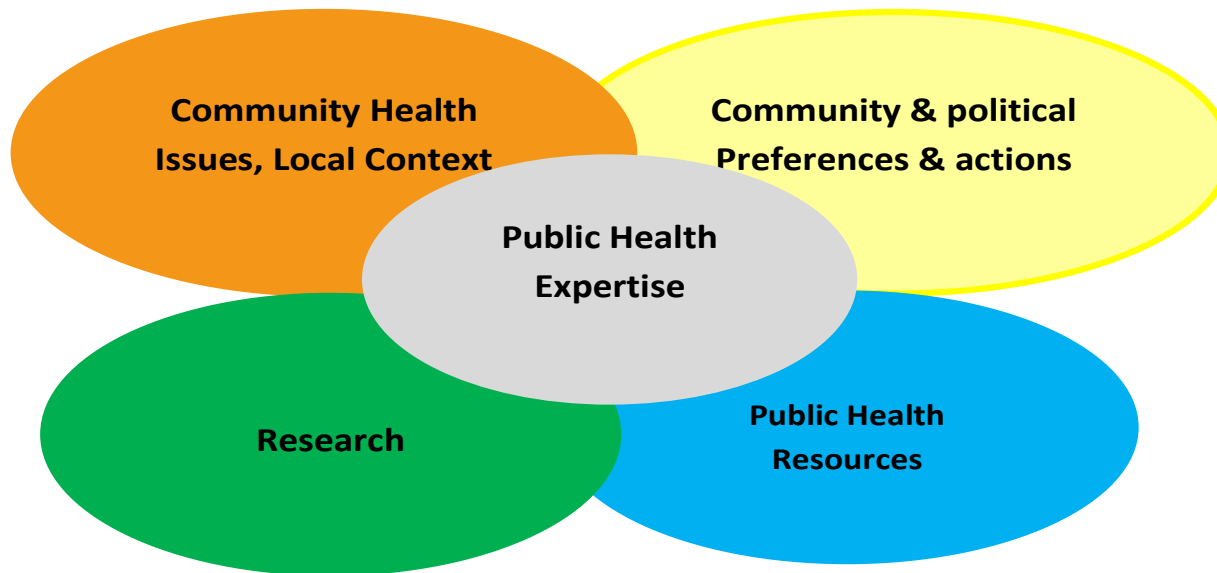 Community Health
Issues, Local Context
Community & political
Preferences & actions
Public Health
Expertise
Research
Public Health
Resources